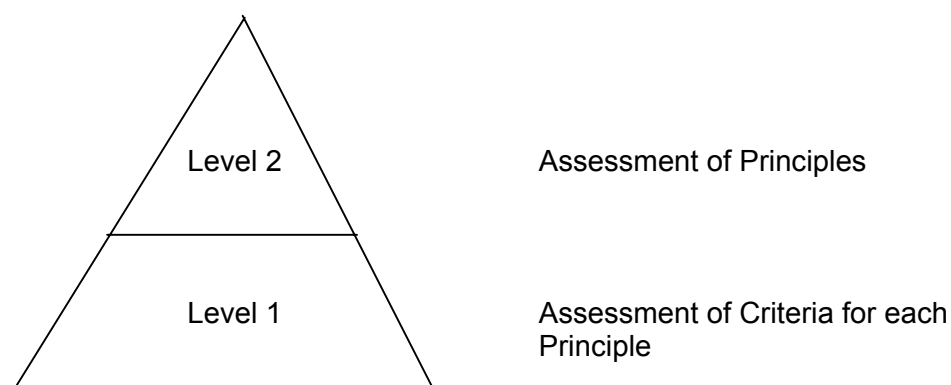 Level 2
Assessment of Principles
Level 1
Assessment of Criteria for each
Principle